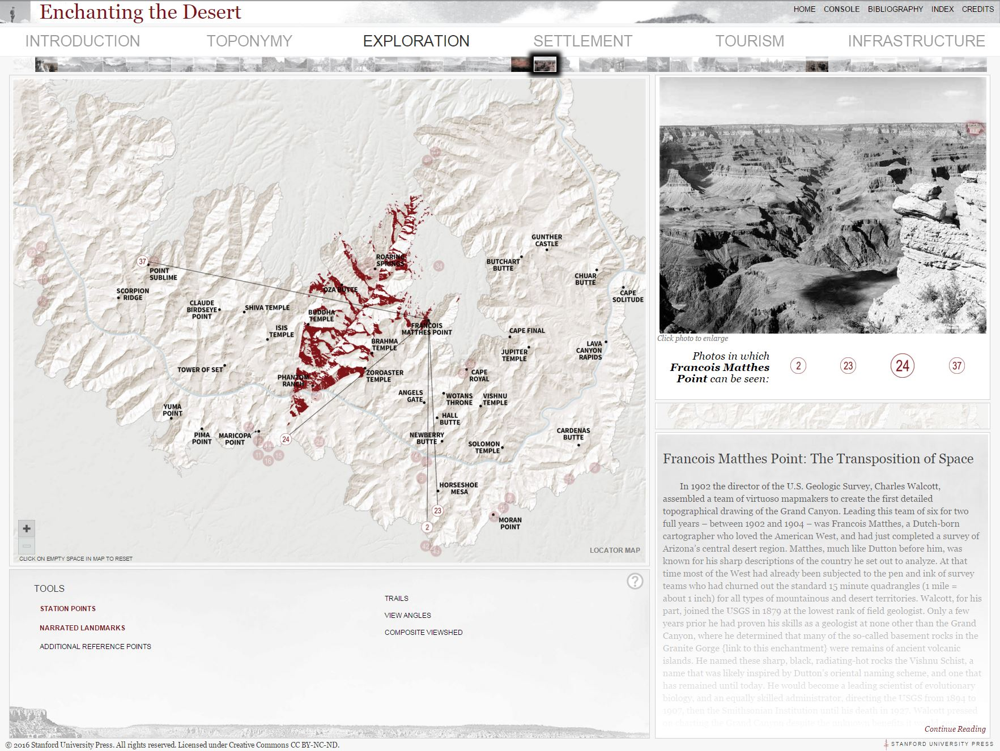 Enchanting the Desert
HOME CONSOLE BIBLIOGRAPHY INDEX CREDITS
INTRODUCTION TOPONYMY EXPLORATION SETTLEMENT TOURISM INFRASTRUCTURE
GUNTHER
CASTLE
BUTCHART
BUTTE
CHUAR
BUTTE
CAPE
SOLITUDE
ROARING
SPRINGS
34
37
POINT
SUBLIME
SCORPION
RIDGE
OZA BUTTE
CLAUDE
BIRDSEYE
POINT
SHIVA TEMPLE
BUDDHA
TEMPLE
ISIS
TEMPLE
FRANCOIS
MATTHES POINT
CAPE FINAL
BRAHMA
TEMPLE
JUPITER
TEMPLE
LAVA
CANYON
RAPIDS
TOWER OF SET
PHANTOM
RANCH
ZOROASTER
TEMPLE
CAPE
ROYAL
ANGELS
GATE
WOTANS
THRONE
VISHNU
TEMPLE
YUMA
POINT
HALL
BUTTE
PIMA
POINT
MARICOPA
POINT
24
NEWBERRY
BUTTE
SOLOMON
TEMPLE
CARDENAS
BUTTE
11
15
16
HORSESHOE
MESA
23
2
MORAN
POINT
42
43
+
−
LOCATOR MAP
CLICK ON EMPTY SPACE IN MAP TO RESET
Click photo to enlarge
Photos in which
Francois Matthes
Point can be seen:
2 23 24 37
TOOLS
STATION POINTS
NARRATED LANDMARKS
ADDITIONAL REFERENCE POINTS
TRAILS
VIEW ANGLES
COMPOSITE VIEWSHED
?
Francois Matthes Point: The Transposition of Space
In 1902 the director of the U.S. Geologic Survey, Charles Walcott,
assembled a team of virtuoso mapmakers to create the first detailed
topographical drawing of the Grand Canyon. Leading this team of six for two
full years – between 1902 and 1904 – was Francois Matthes, a Dutch-born
cartographer who loved the American West, and had just completed a survey of
Arizona's central desert region. Matthes, much like Dutton before him, was
known for his sharp descriptions of the country he set out to analyze. At that
time most of the West had already been subjected to the pen and ink of survey
teams who had churned out the standard 15 minute quadrangles (1 mile =
about 1 inch) for all types of mountainous and desert territories. Walcott, for his
part, joined the USGS in 1879 at the lowest rank of field geologist. Only a few
years prior he had proven his skills as a geologist at none other than the Grand
Canyon, where he determined that many of the so-called basement rocks in the
Granite Gorge {link to this enchantment} were remains of ancient volcanic
islands. He named these sharp, black, radiating-hot rocks the Vishnu Schist, a
name that was likely inspired by Dutton's oriental naming scheme, and one that
has remained until today. He would become a leading scientist of evolutionary
biology, and an equally skilled administrator, directing the USGS from 1894 to
1907, then the Smithsonian Institution until his death in 1927. Walcott pressed
on charting the Grand Canyon despite the unknown benefits it
Continue Reading
© 2016 Stanford University Press. All rights reserved. Licensed under Creative Commons CC BY-NC-ND.
STANFORD UNIVERSITY PRESS